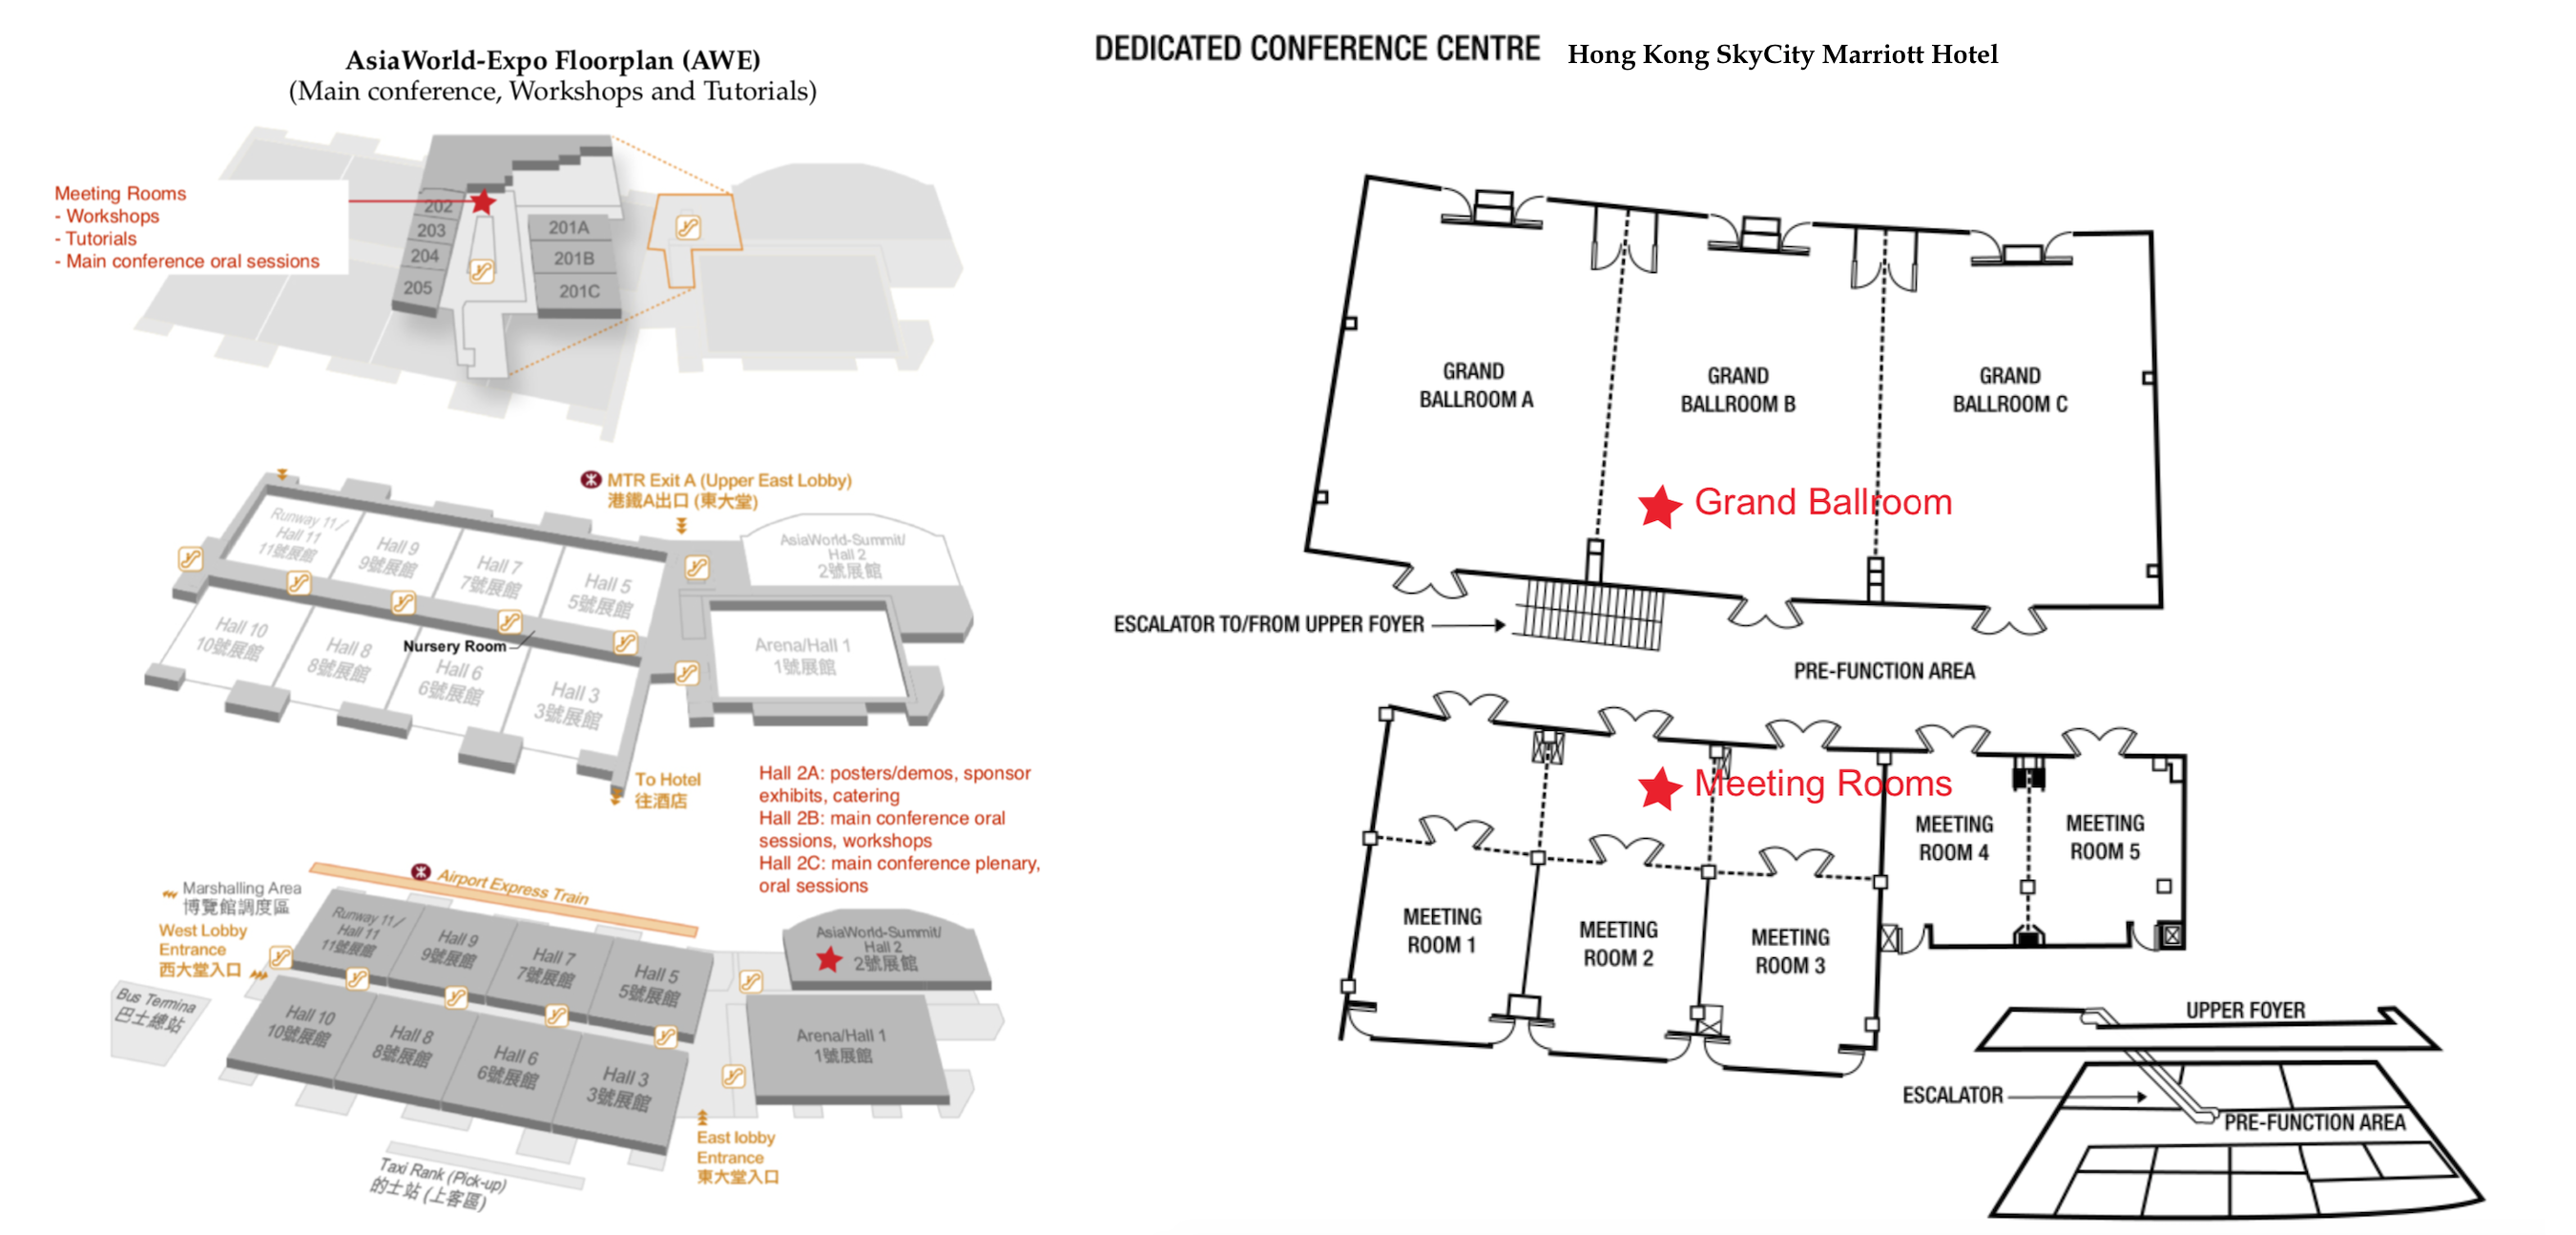 AsiaWorld-Expo Floorplan (AWE)
(Main conference, Workshops and Tutorials)
Meeting Rooms
- Workshops
- Tutorials
- Main conference oral sessions
202
203
204
205
201A
201B
201C
MTR Exit A (Upper East Lobby)
港鐵A出口 (東大堂)
Runway 11/
Hall 11
11號展館
Hall 9
9號展館
Hall 7
7號展館
Hall 5
5號展館
AsiaWorld-Summit/
Hall 2
2號展館
Hall 10
10號展館
Hall 8
8號展館
Nursery Room
Hall 6
6號展館
Hall 3
3號展館
Arena/Hall 1
1號展館
To Hotel
往酒店
Hall 2A: posters/demos, sponsor
exhibits, catering
Hall 2B: main conference oral
sessions, workshops
Hall 2C: main conference plenary,
oral sessions
Airport Express Train
Marshalling Area
博覽館調度區
West Lobby
Entrance
西大堂入口
Bus Termina
巴士總站
Runway 11/
Hall 11
11號展館
Hall 9
9號展館
Hall 7
7號展館
Hall 5
5號展館
AsiaWorld-Summit/
Hall 2
2號展館
Hall 10
10號展館
Hall 8
8號展館
Hall 6
6號展館
Hall 3
3號展館
Arena/Hall 1
1號展館
East lobby
Entrance
東大堂入口
Taxi Rank (Pick-up)
的士站 (上客區)
DEDICATED CONFERENCE CENTRE Hong Kong SkyCity Marriott Hotel
GRAND
BALLROOM A
GRAND
BALLROOM B
GRAND
BALLROOM C
Grand Ballroom
ESCALATOR TO/FROM UPPER FOYER
PRE-FUNCTION AREA
Meeting Rooms
MEETING
ROOM 1
MEETING
ROOM 2
MEETING
ROOM 3
MEETING
ROOM 4
MEETING
ROOM 5
UPPER FOYER
ESCALATOR
PRE-FUNCTION AREA